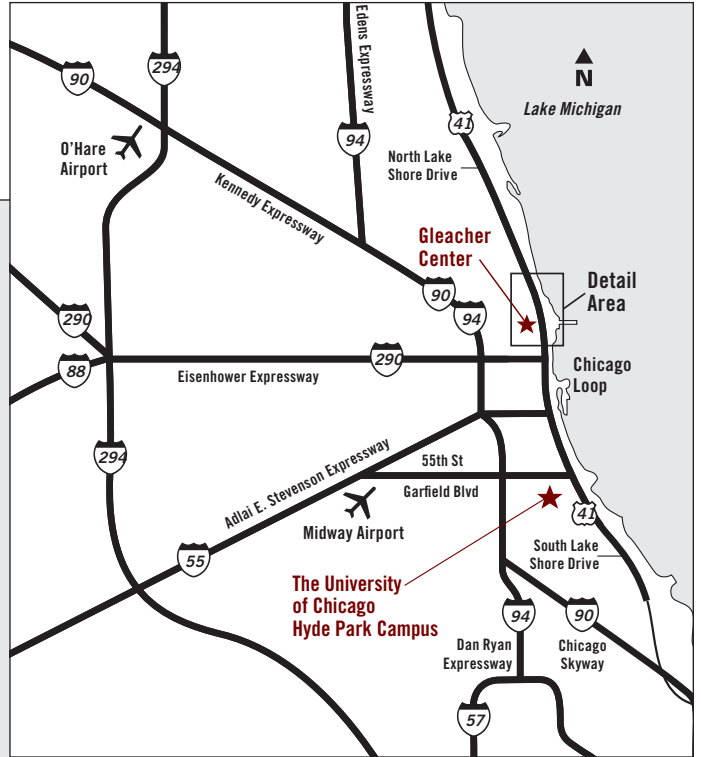 294
90
Edens Expressway
N
Lake Michigan
41
94
O'Hare
Airport
North Lake
Shore Drive
Kennedy Expressway
Gleacher
Center
90
94
Detail
Area
290
88
290
Eisenhower Expressway
Chicago
Loop
294
Adlai E. Stevenson Expressway
55th St
Garfield Blvd
Midway Airport
41
South Lake
Shore Drive
55
The University
of Chicago
Hyde Park Campus
94
90
Dan Ryan
Expressway
Chicago
Skyway
57